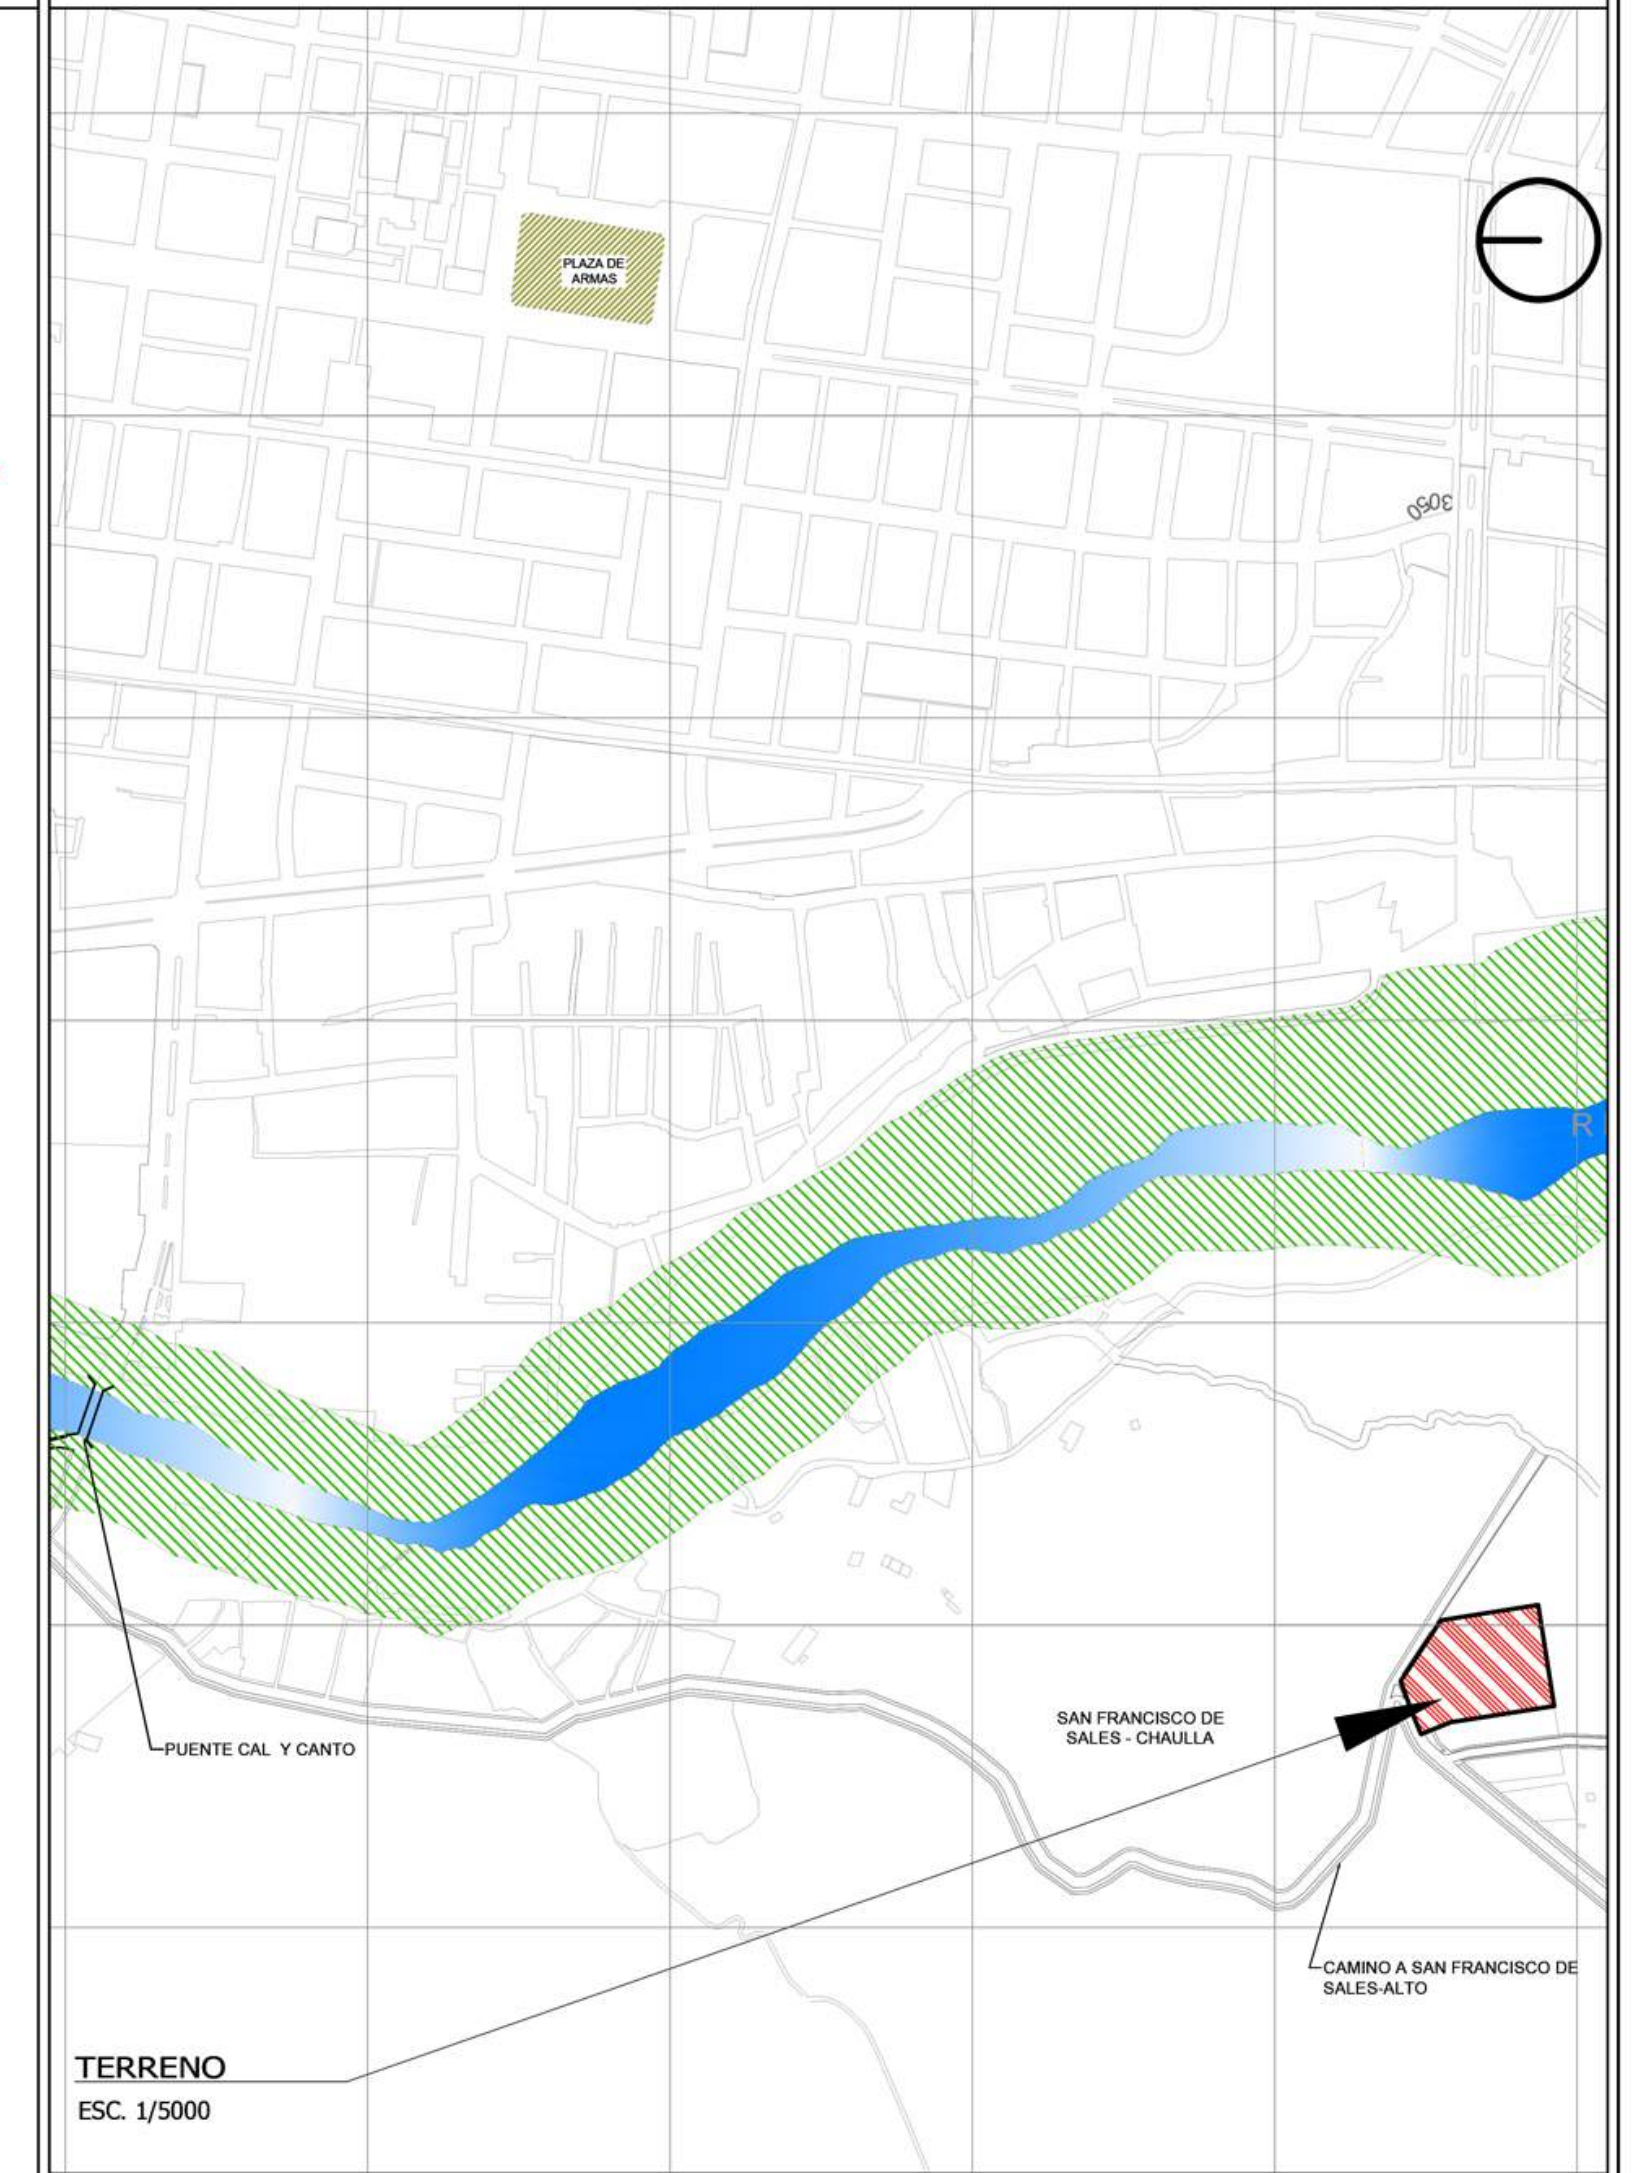 PLAZA DE
ARMAS
3050
R
SAN FRANCISCO DE
SALES - CHAULLA
PUENTE CAL Y CANTO
CAMINO A SAN FRANCISCO DE
SALES-ALTO
TERRENO
ESC. 1/5000